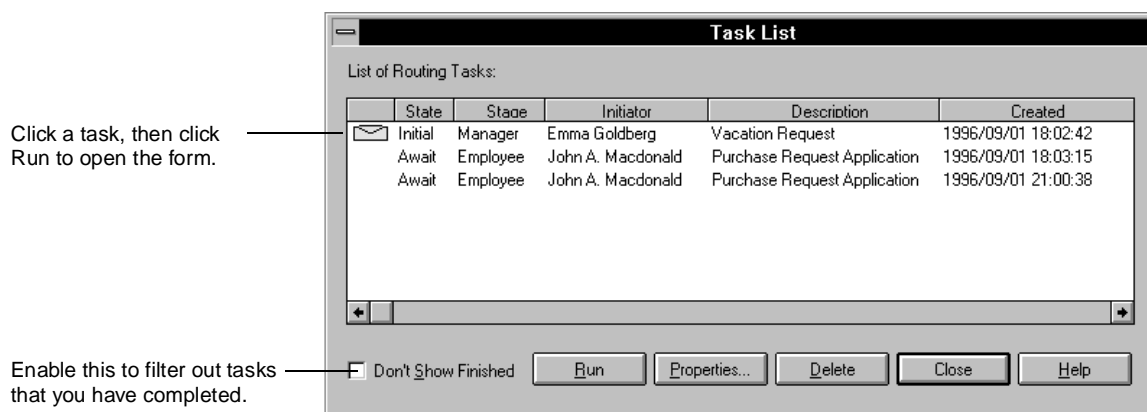 Task List
List of Routing Tasks:
State Stage Initiator Description Created
Click a task, then click
Run to open the form.
Initial Manager Emma Goldberg Vacation Request 1996/09/01 18:02:42
Await Employee John A. Macdonald Purchase Request Application 1996/09/01 18:03:15
Await Employee John A. Macdonald Purchase Request Application 1996/09/01 21:00:38
Enable this to filter out tasks
that you have completed.
Don't Show Finished Run Properties... Delete Close Help